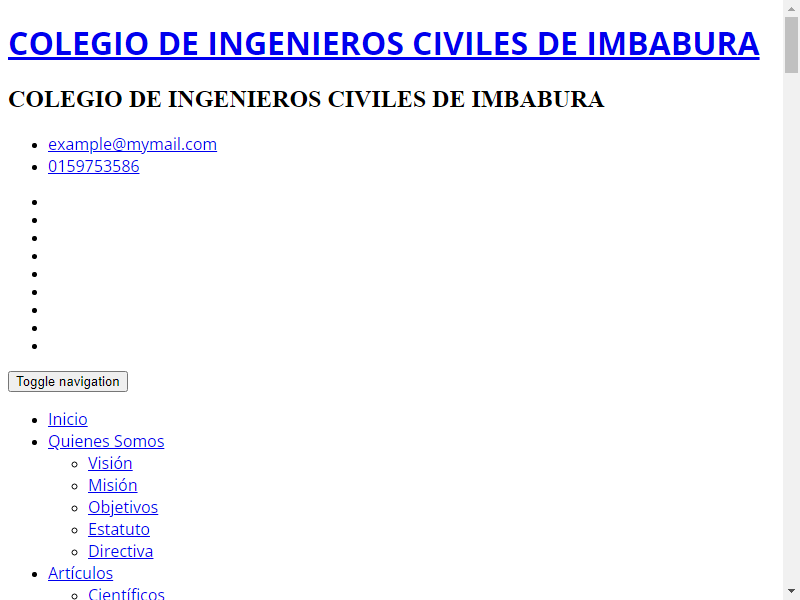 COLEGIO DE INGENIEROS CIVILES DE IMBABURA
COLEGIO DE INGENIEROS CIVILES DE IMBABURA
example@mymail.com
0159753586
Toggle navigation
Inicio
Quienes Somos
Visión
Misión
Objetivos
Estatuto
Directiva
Artículos
Científicos